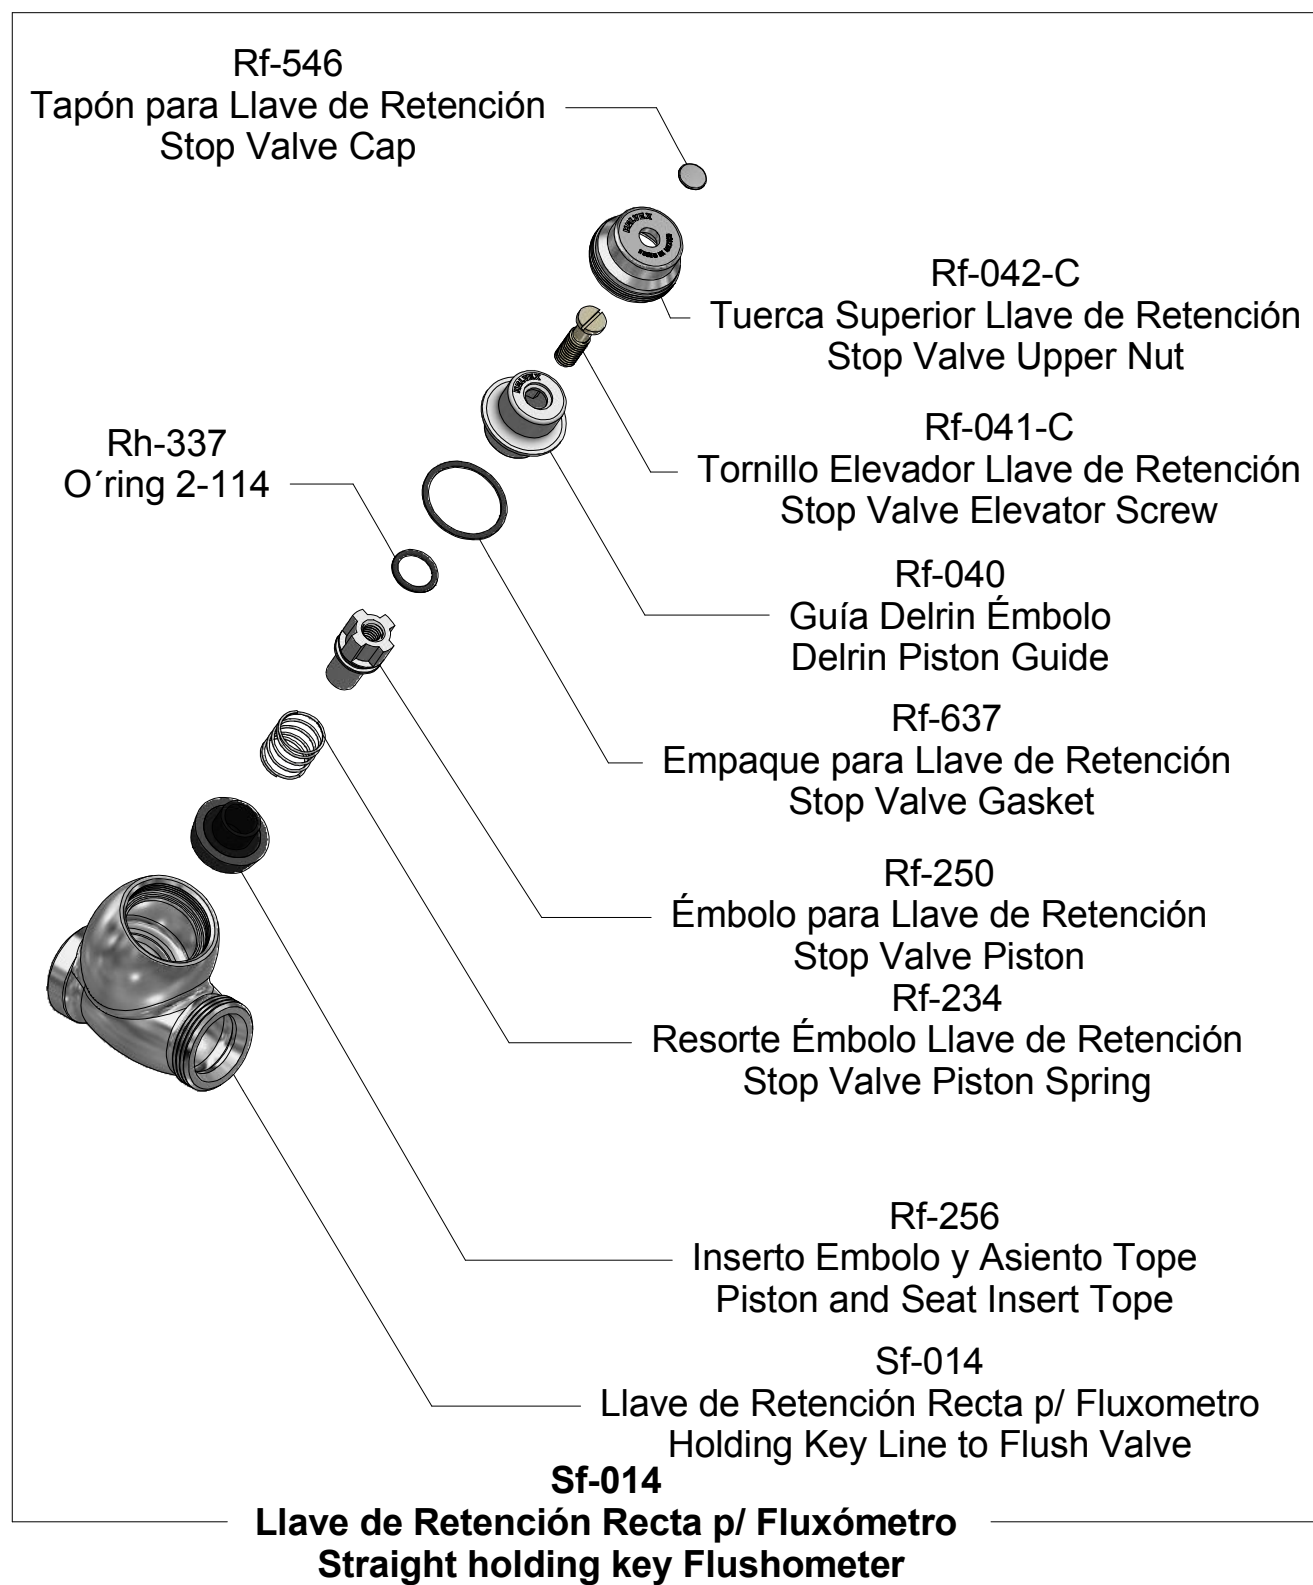 Rf-546
Tapón para Llave de Retención
Stop Valve Cap
HELVEX
Rf-042-C
Tuerca Superior Llave de Retención
Stop Valve Upper Nut
HELVEX
Rf-041-C
Tornillo Elevador Llave de Retención
Stop Valve Elevator Screw
Rh-337
O´ring 2-114
Rf-040
Guía Delrin Émbolo
Delrin Piston Guide
Rf-637
Empaque para Llave de Retención
Stop Valve Gasket
Rf-250
Émbolo para Llave de Retención
Stop Valve Piston
Rf-234
Resorte Émbolo Llave de Retención
Stop Valve Piston Spring
Rf-256
Inserto Embolo y Asiento Tope
Piston and Seat Insert Tope
Sf-014
Llave de Retención Recta p/ Fluxometro
Holding Key Line to Flush Valve
Sf-014
Llave de Retención Recta p/ Fluxómetro
Straight holding key Flushometer